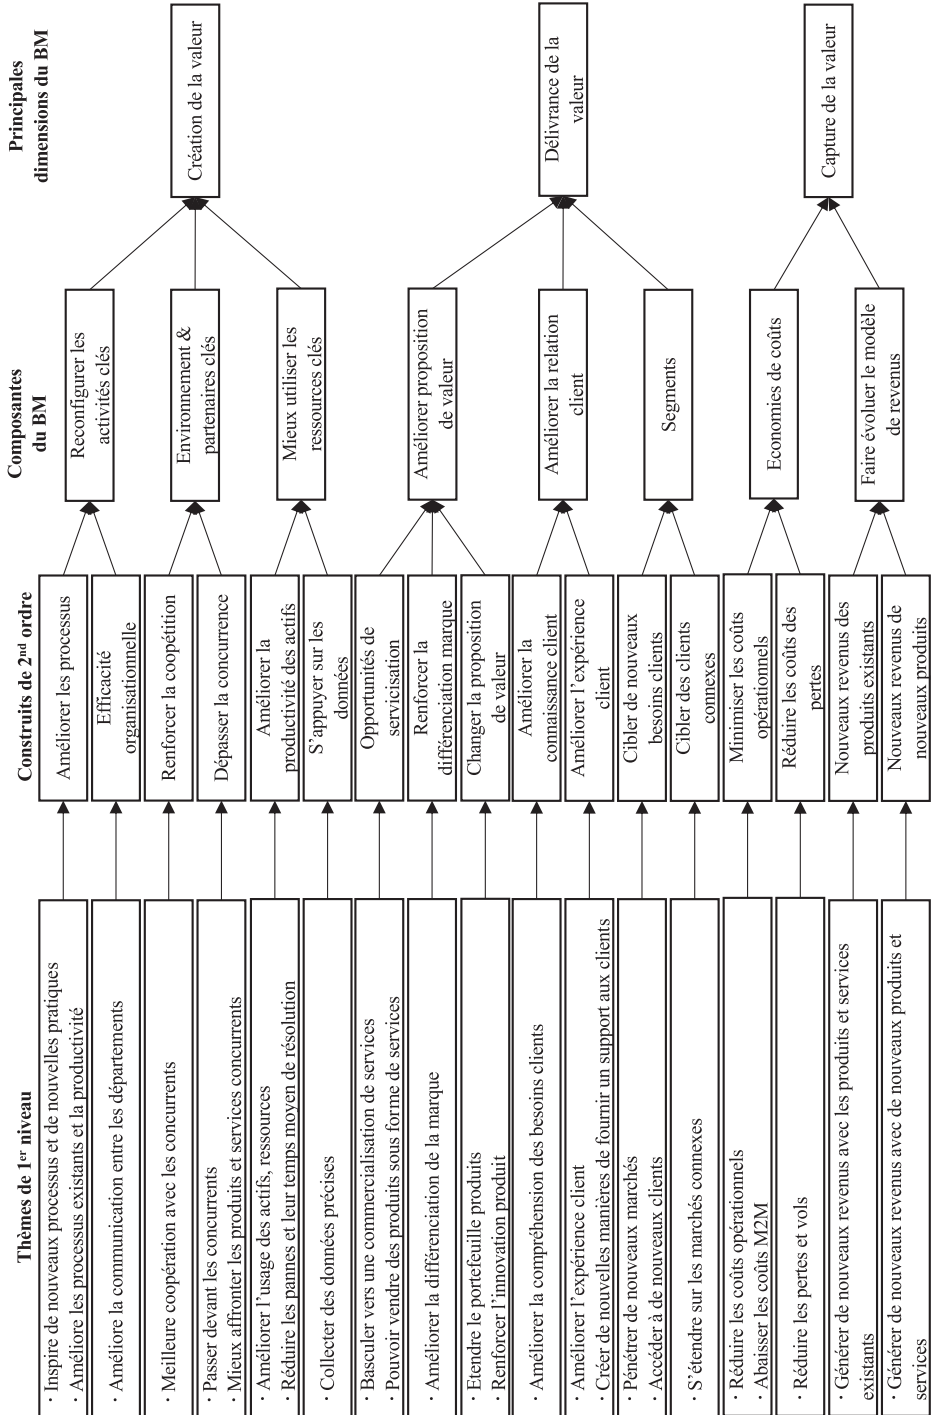 Thèmes de 1er niveau
· Inspire de nouveaux processus et de nouvelles pratiques
· Améliore les processus existants et la productivité
· Améliore la communication entre les départements
· Meilleure coopération avec les concurrents
· Passer devant les concurrents
· Mieux affronter les produits et services concurrents
· Améliorer l’usage des actifs, ressources
· Réduire les pannes et leur temps moyen de résolution
· Collecter des données précises
· Basculer vers une commercialisation de services
· Pouvoir vendre des produits sous forme de services
· Améliorer la différenciation de la marque
· Etendre le portefeuille produits
· Renforcer l’innovation produit
· Améliorer la compréhension des besoins clients
· Améliorer l’expérience client
· Créer de nouvelles manières de fournir un support aux clients
· Pénétrer de nouveaux marchés
· Accéder à de nouveaux clients
· S’étendre sur les marchés connexes
· Réduire les coûts opérationnels
· Abaisser les coûts M2M
· Réduire les pertes et vols
· Générer de nouveaux revenus avec les produits et services
existants
· Générer de nouveaux revenus avec de nouveaux produits et
services
Construits de 2nd ordre
Améliorer les processus
Efficacité
organisationnelle
Renforcer la coopétition
Dépasser la concurrence
Améliorer la
productivité des actifs
S’appuyer sur les
données
Opportunités de
servicisation
Renforcer la
différenciation marque
Changer la proposition
de valeur
Améliorer la
connaissance client
Améliorer l’expérience
client
Cibler de nouveaux
besoins clients
Cibler des clients
connexes
Minimiser les coûts
opérationnels
Réduire les coûts des
pertes
Nouveaux revenus des
produits existants
Nouveaux revenus de
nouveaux produits
Composantes
du BM
Reconfigurer les
activités clés
Environnement &
partenaires clés
Mieux utiliser les
ressources clés
Améliorer proposition
de valeur
Améliorer la relation
client
Segments
Economies de coûts
Faire évoluer le modèle
de revenus
Principales
dimensions du BM
Création de la valeur
Délivrance de la
valeur
Capture de la valeur